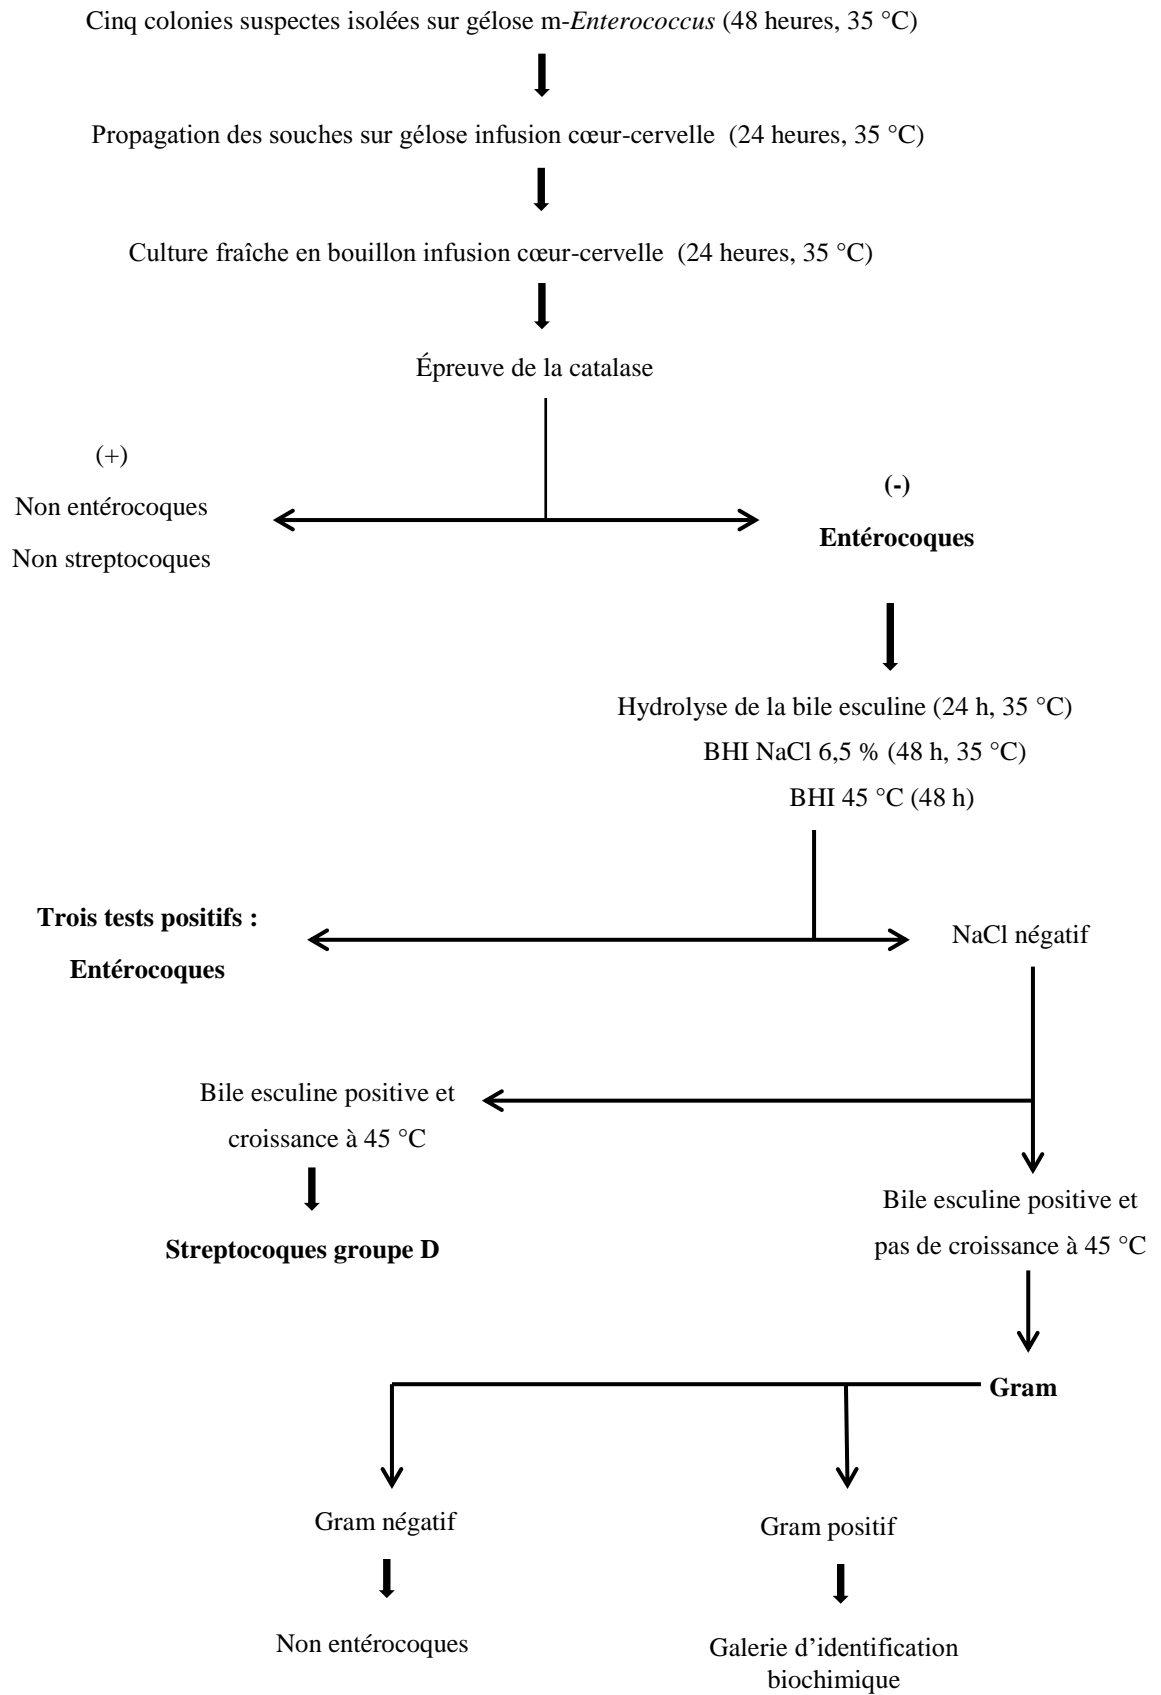 Cinq colonies suspectes isolées sur gélose m-Enterococcus (48 heures, 35 °C)
Propagation des souches sur gélose infusion cœur-cervelle (24 heures, 35 °C)
Culture fraîche en bouillon infusion cœur-cervelle (24 heures, 35 °C)
Épreuve de la catalase
(+)
Non entérocoques
Non streptocoques
(-)
Entérocoques
Hydrolyse de la bile esculine (24 h, 35 °C)
BHI NaCl 6,5 % (48 h, 35 °C)
BHI 45 °C (48 h)
Trois tests positifs :
Entérocoques
NaCl négatif
Bile esculine positive et
croissance à 45 °C
Streptocoques groupe D
Bile esculine positive et
pas de croissance à 45 °C
Gram
Gram négatif
Non entérocoques
Gram positif
Galerie d’identification
biochimique